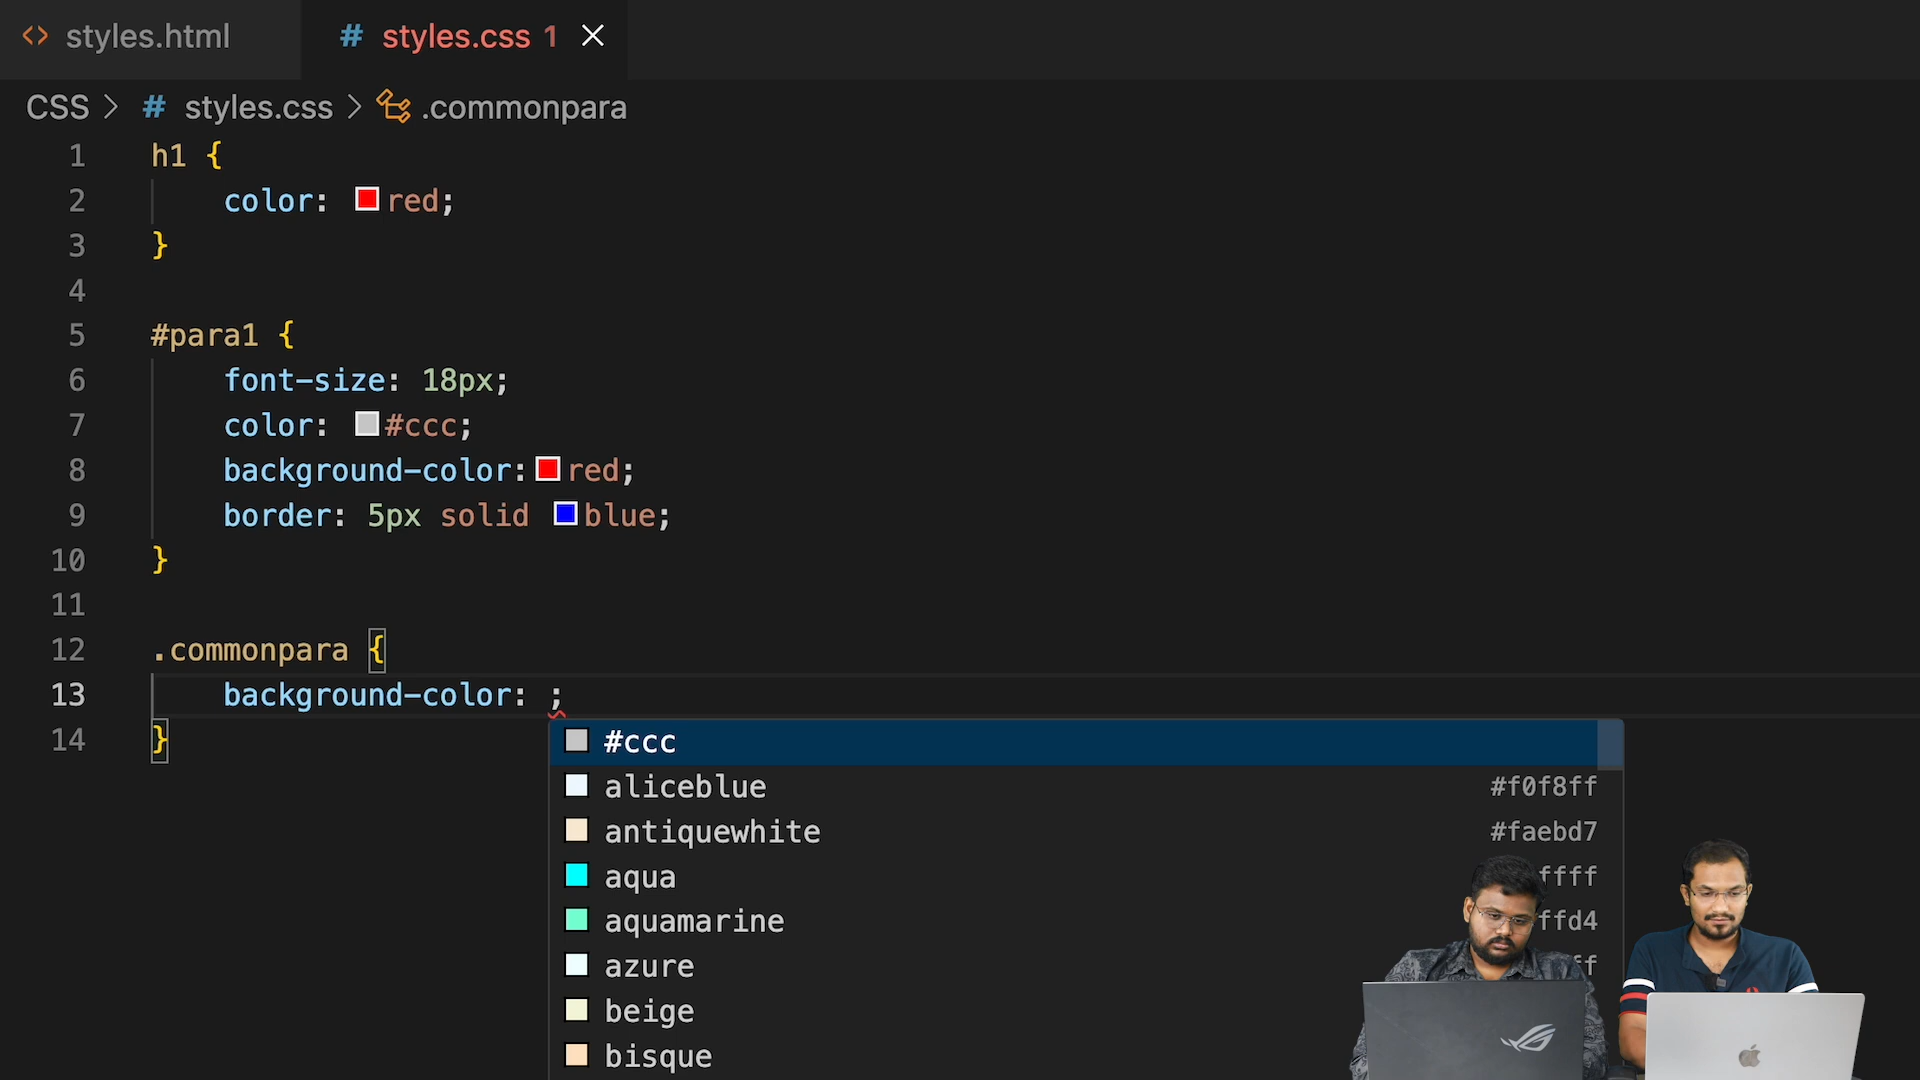 <> styles.html
# styles.css 1
CSS > # styles.css > .commonpara
1 h1 {
2 color: red;
3 }
4
5 #para1 {
6 font-size: 18px;
7 color: #ccc;
8 background-color: red;
9 border: 5px solid blue;
10 }
11
12 .commonpara {
13 background-color: ;
14 }
#ccc
aliceblue #f0f8ff
antiquewhite #faebd7
aqua ffff
aquamarine ffd4
azure ff
beige
bisque